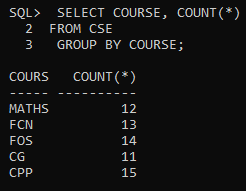 SQL>  SELECT COURSE, COUNT(*)
  2  FROM CSE
  3   GROUP BY COURSE;
COURS   COUNT(*)
----- ----------
MATHS         12
FCN           13
FOS           14
CG            11
CPP           15